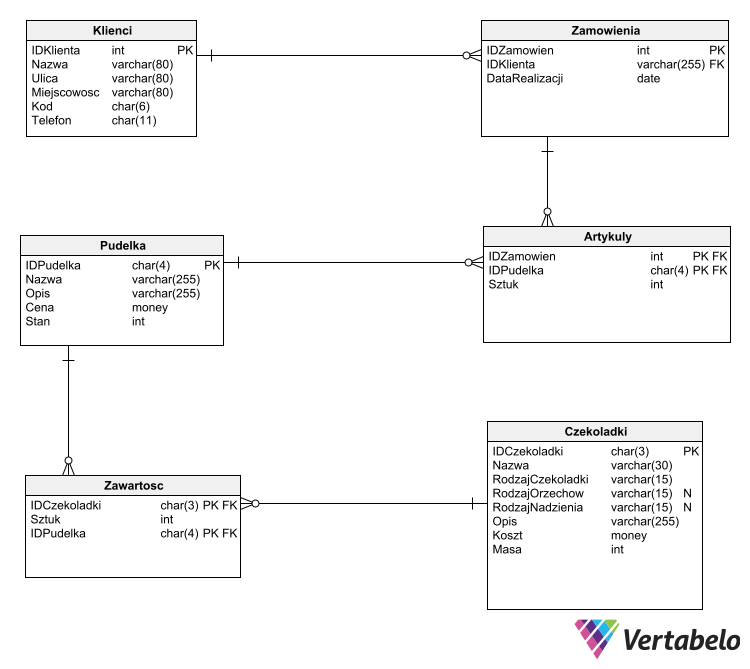 Klienci
IDKlienta int PK
Nazwa varchar(80)
Ulica varchar(80)
Miejscowosc varchar(80)
Kod char(6)
Telefon char(11)
Zamowienia
IDZamowien int PK
IDKlienta varchar(255) FK
DataRealizacji date
Pudelka
IDPudelka char(4) PK
Nazwa varchar(255)
Opis varchar(255)
Cena money
Stan int
Artykuly
IDZamowien int PK FK
IDPudelka char(4) PK FK
Sztuk int
Zawartosc
IDCzekoladki char(3) PK FK
Sztuk int
IDPudelka char(4) PK FK
Czekoladki
IDCzekoladki char(3) PK
Nazwa varchar(30)
RodzajCzekoladki varchar(15)
RodzajOrzechow varchar(15) N
RodzajNadzienia varchar(15) N
Opis varchar(255)
Koszt money
Masa int
Vertabelo